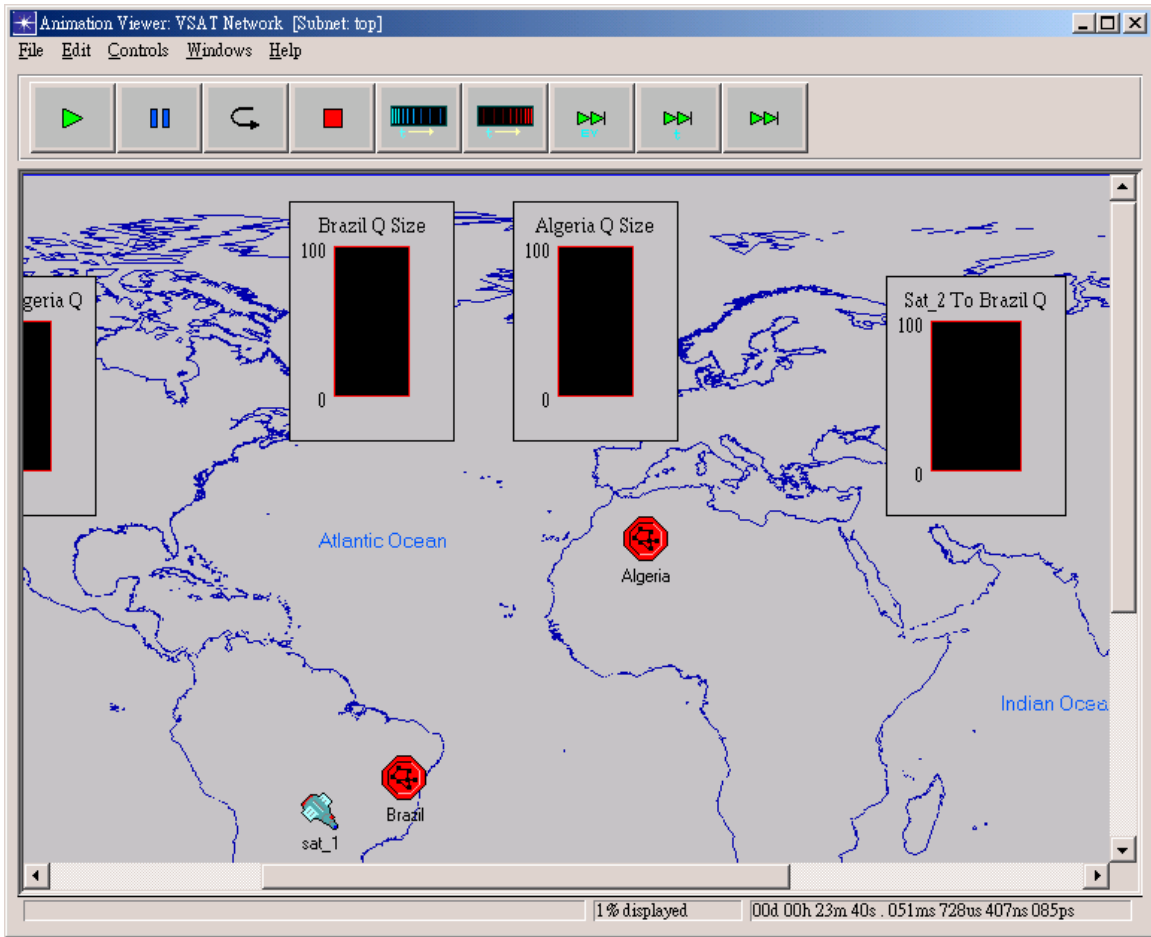 Animation Viewer: VSAT Network [Subnet: top]
File Edit Controls Windows Help
EV
t
Brazil Q Size
100
0
Algeria Q Size
100
0
geria Q
Sat_2 To Brazil Q
100
0
Atlantic Ocean
Algeria
Indian Ocea
Brazil
sat_1
1% displayed
00d 00h 23m 40s . 051ms 728us 407ns 085ps